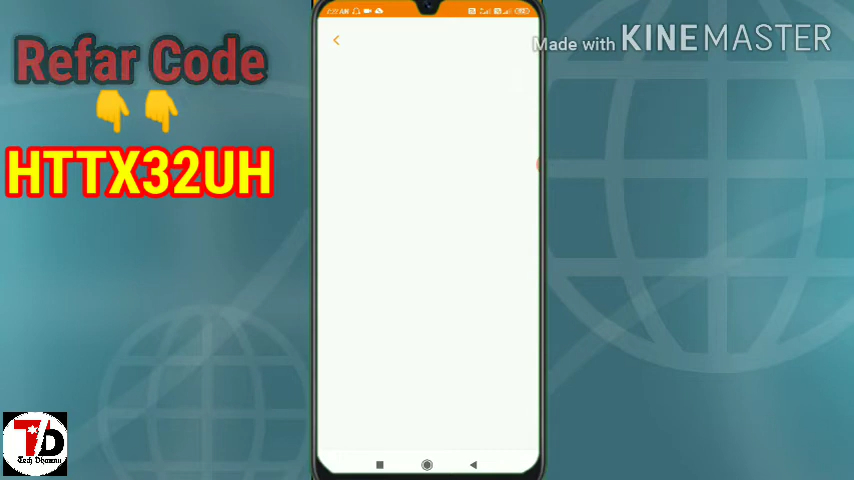 Refar Code
👇👇
HTTX32UH
Made with KINEMASTER
T/D